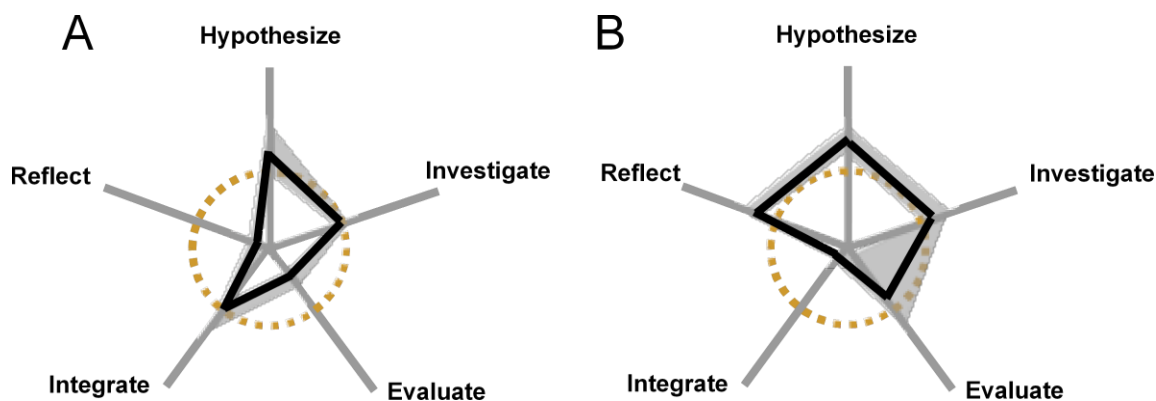 A
Hypothesize
Investigate
Reflect
Integrate
Evaluate
B
Hypothesize
Investigate
Reflect
Integrate
Evaluate